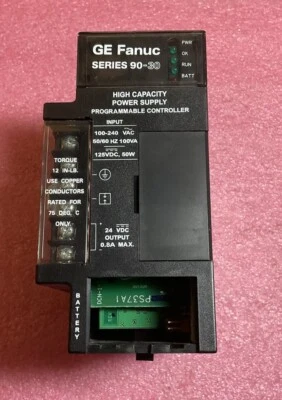 GE Fanuc
SERIES 90-30
PWR
OK
RUN
BATT
HIGH CAPACITY
POWER SUPPLY
PROGRAMMABLE CONTROLLER
INPUT
100-240 VAC
50/60 HZ 100VA
125VDC, 50W
TORQUE
12 IN-LB.
USE COPPER
CONDUCTORS
RATED FOR
75 DEG. C
ONLY
+
24 VDC
OUTPUT
0.8A MAX.
-
BATTERY
PS37A1